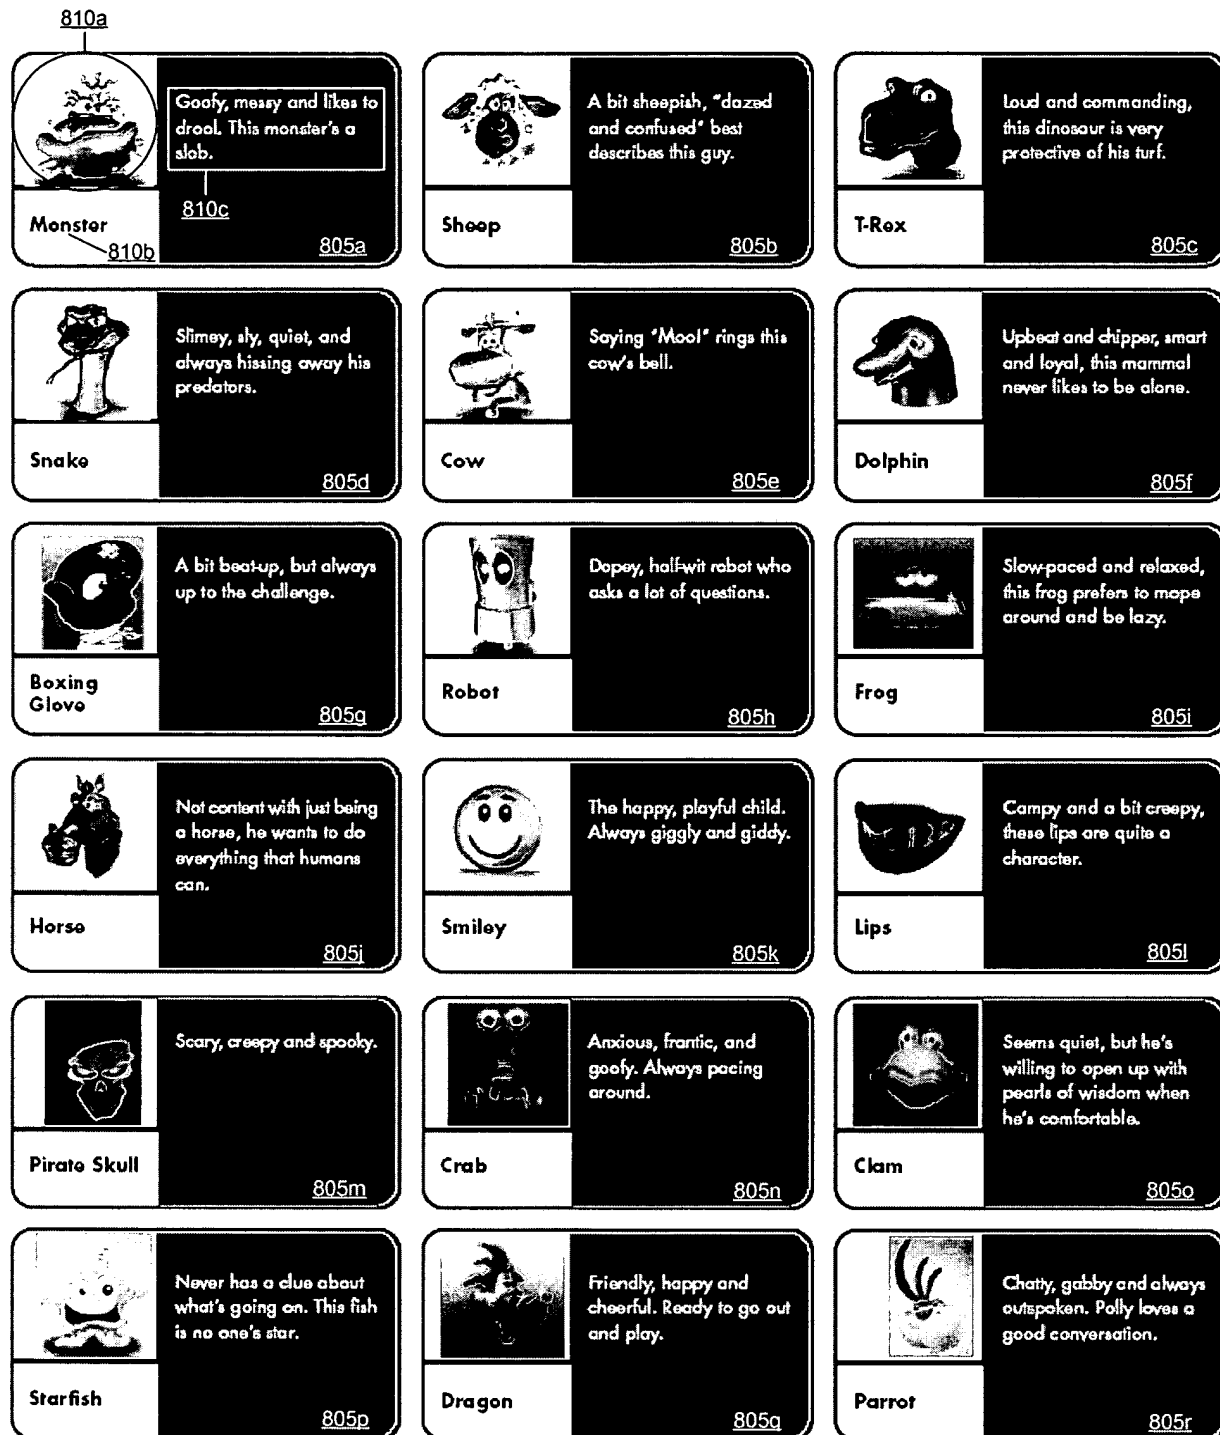 810a
Goofy, messy and likes to
drool. This monster's a
slob.
810c
Monster
810b
805a
A bit sheepish, "dazed
and confused" best
describes this guy.
Sheep
805b
Loud and commanding,
this dinosaur is very
protective of his turf.
T-Rex
805c
Slimey, sly, quiet, and
always hissing away his
predators.
Snake
805d
Saying "Moo!" rings this
cow's bell.
Cow
805e
Upbeat and chipper, smart
and loyal, this mammal
never likes to be alone.
Dolphin
805f
A bit beat-up, but always
up to the challenge.
Boxing
Glove
805g
Dopey, half-wit robot who
asks a lot of questions.
Robot
805h
Slow-paced and relaxed,
this frog prefers to mope
around and be lazy.
Frog
805i
Not content with just being
a horse, he wants to do
everything that humans
can.
Horse
805j
The happy, playful child.
Always giggly and giddy.
Smiley
805k
Campy and a bit creepy,
these lips are quite a
character.
Lips
805l
Scary, creepy and spooky.
Pirate Skull
805m
Anxious, frantic, and
goofy. Always pacing
around.
Crab
805n
Seems quiet, but he's
willing to open up with
pearls of wisdom when
he's comfortable.
Clam
805o
Never has a clue about
what's going on. This fish
is no one's star.
Starfish
805p
Friendly, happy and
cheerful. Ready to go out
and play.
Dragon
805q
Chatty, gabby and always
outspoken. Polly loves a
good conversation.
Parrot
805r